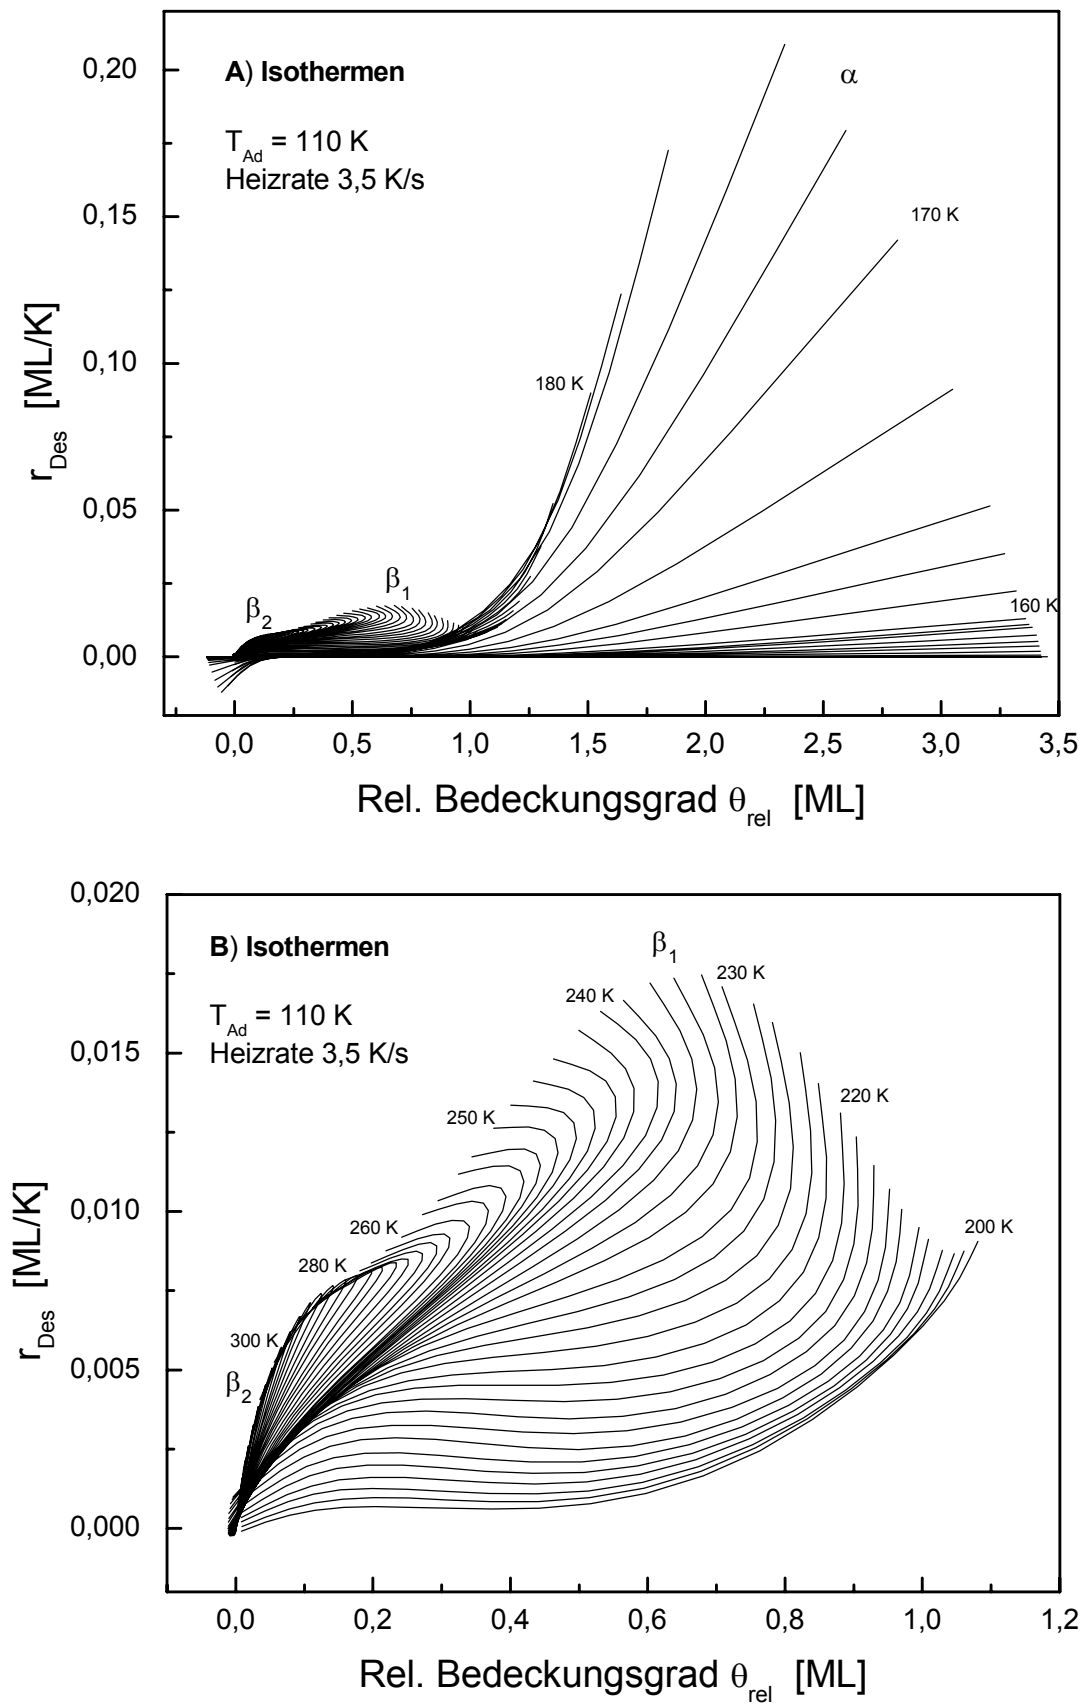 A) Isothermen
T_Ad = 110 K
Heizrate 3,5 K/s
α
170 K
180 K
160 K
β_1
β_2
0,20
0,15
0,10
0,05
0,00
r_Des [ML/K]
0,0 0,5 1,0 1,5 2,0 2,5 3,0 3,5
Rel. Bedeckungsgrad θ_rel [ML]
B) Isothermen
T_Ad = 110 K
Heizrate 3,5 K/s
β_1
230 K
240 K
220 K
250 K
260 K
200 K
280 K
300 K
β_2
0,020
0,015
0,010
0,005
0,000
r_Des [ML/K]
0,0 0,2 0,4 0,6 0,8 1,0 1,2
Rel. Bedeckungsgrad θ_rel [ML]